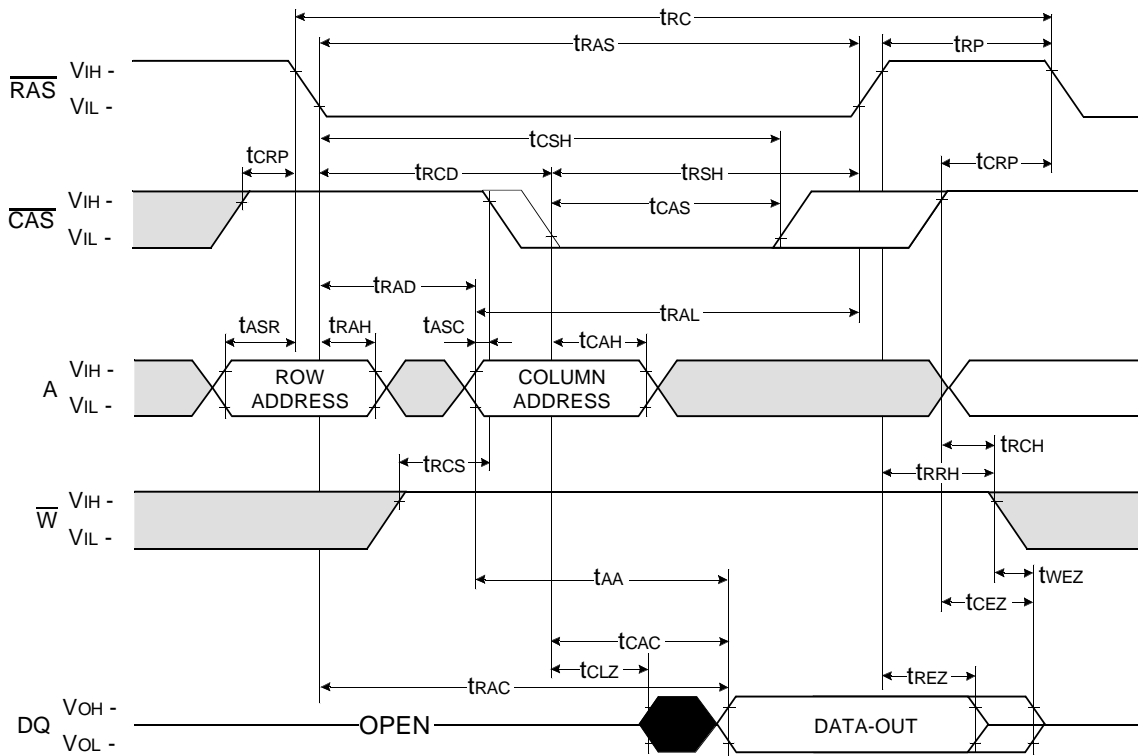 tRC
tRAS
tRP
RAS
VIH -
VIL -
tCSH
tCRP
tRCD
tRSH
tCRP
CAS
VIH -
VIL -
tCAS
tRAD
tRAL
tASR
tRAH
tASC
tCAH
A
VIH -
VIL -
ROW
ADDRESS
COLUMN
ADDRESS
tRCS
tRCH
tRRH
W
VIH -
VIL -
tAA
tWEZ
tCEZ
tCAC
tCLZ
tRAC
tREZ
DQ
VOH -
VOL -
OPEN
DATA-OUT